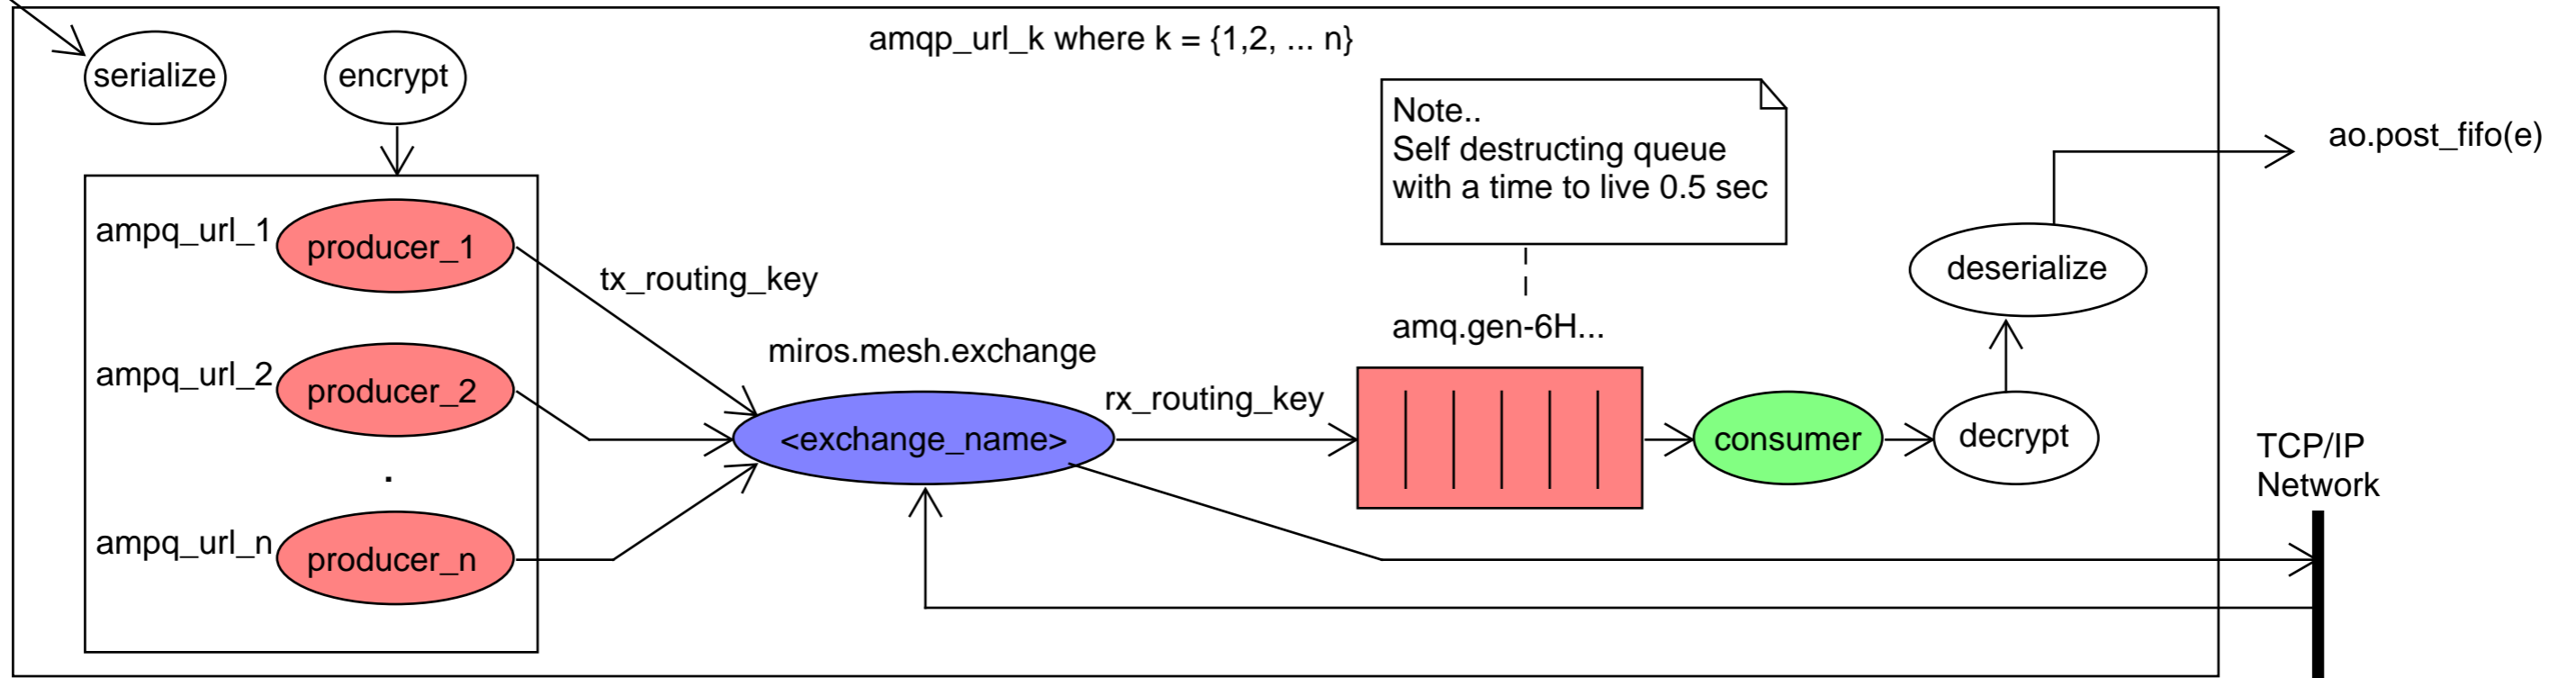 amqp_url_k where k = {1,2, ... n}
serialize
encrypt
Note..
Self destructing queue
with a time to live 0.5 sec
ao.post_fifo(e)
ampq_url_1
producer_1
tx_routing_key
deserialize
amq.gen-6H...
miros.mesh.exchange
ampq_url_2
producer_2
rx_routing_key
<exchange_name>
consumer
decrypt
TCP/IP
Network
.
ampq_url_n
producer_n